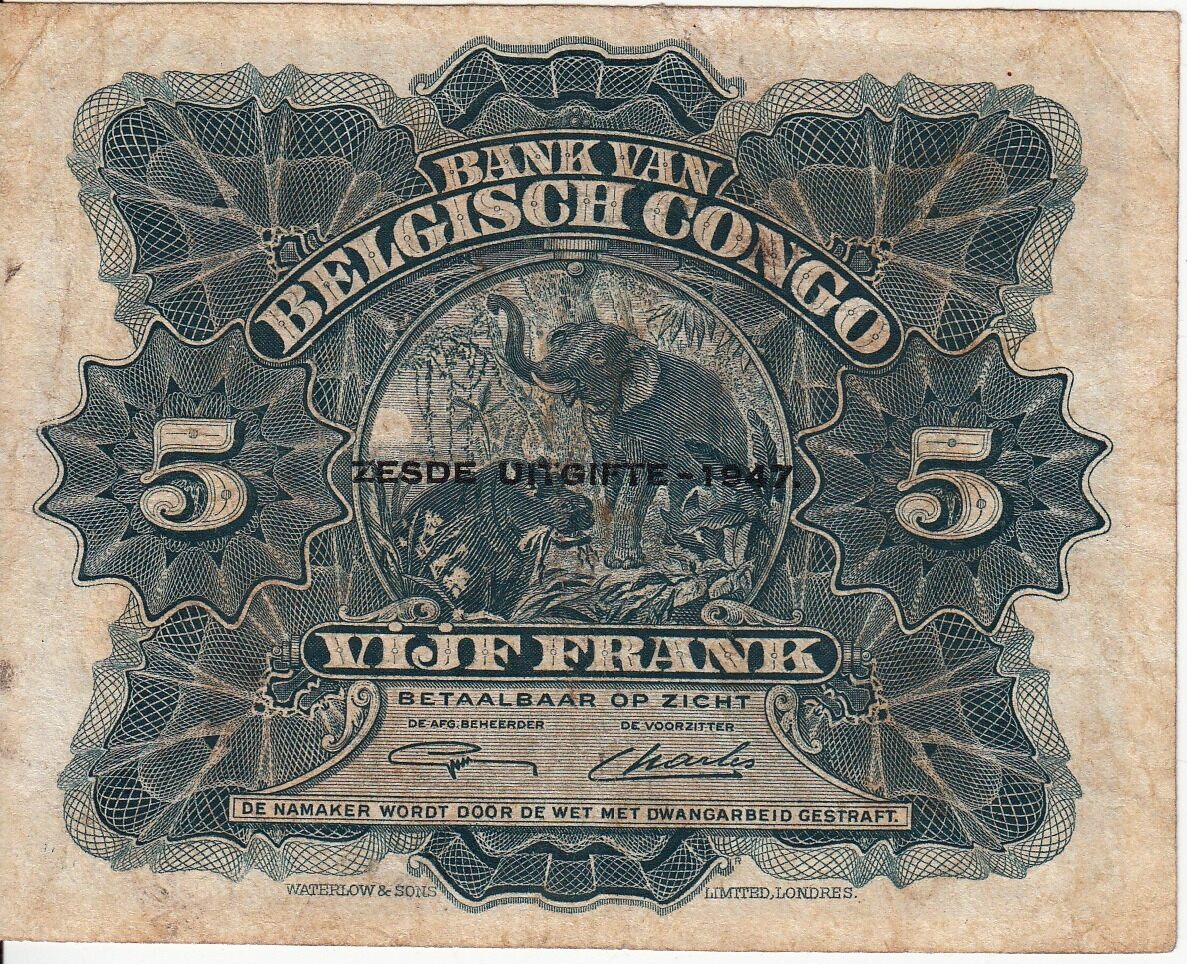 BANK VAN
BELGISCH CONGO
5
5
ZESDE UITGIFTE - 1947.
VIJF FRANK
BETAALBAAR OP ZICHT
DE AFG. BEHEERDER
DE VOORZITTER
Charles
DE NAMAKER WORDT DOOR DE WET MET DWANGARBEID GESTRAFT.
WATERLOW & SONS
LIMITED, LONDRES.